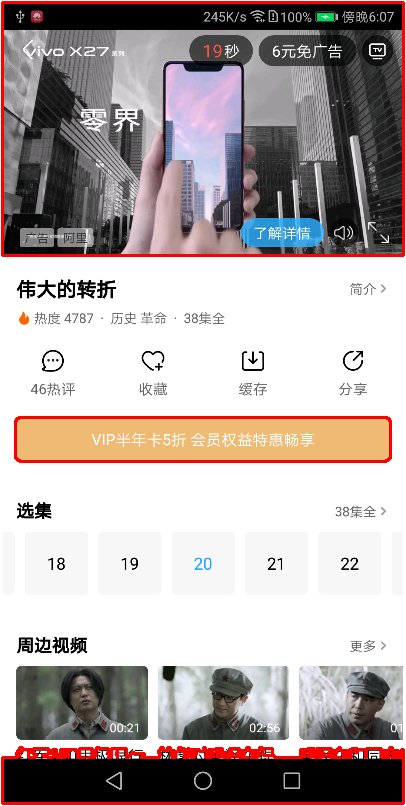 245K/s 100% 傍晚6:07
vivo X27 系列
19秒
6元免广告
TV
零界
广告 阿里
了解详情
伟大的转折
简介
热度 4787 · 历史 革命 · 38集全
46热评
收藏
缓存
分享
VIP半年卡5折 会员权益特惠畅享
选集
38集全
18
19
20
21
22
周边视频
更多
00:21
02:56